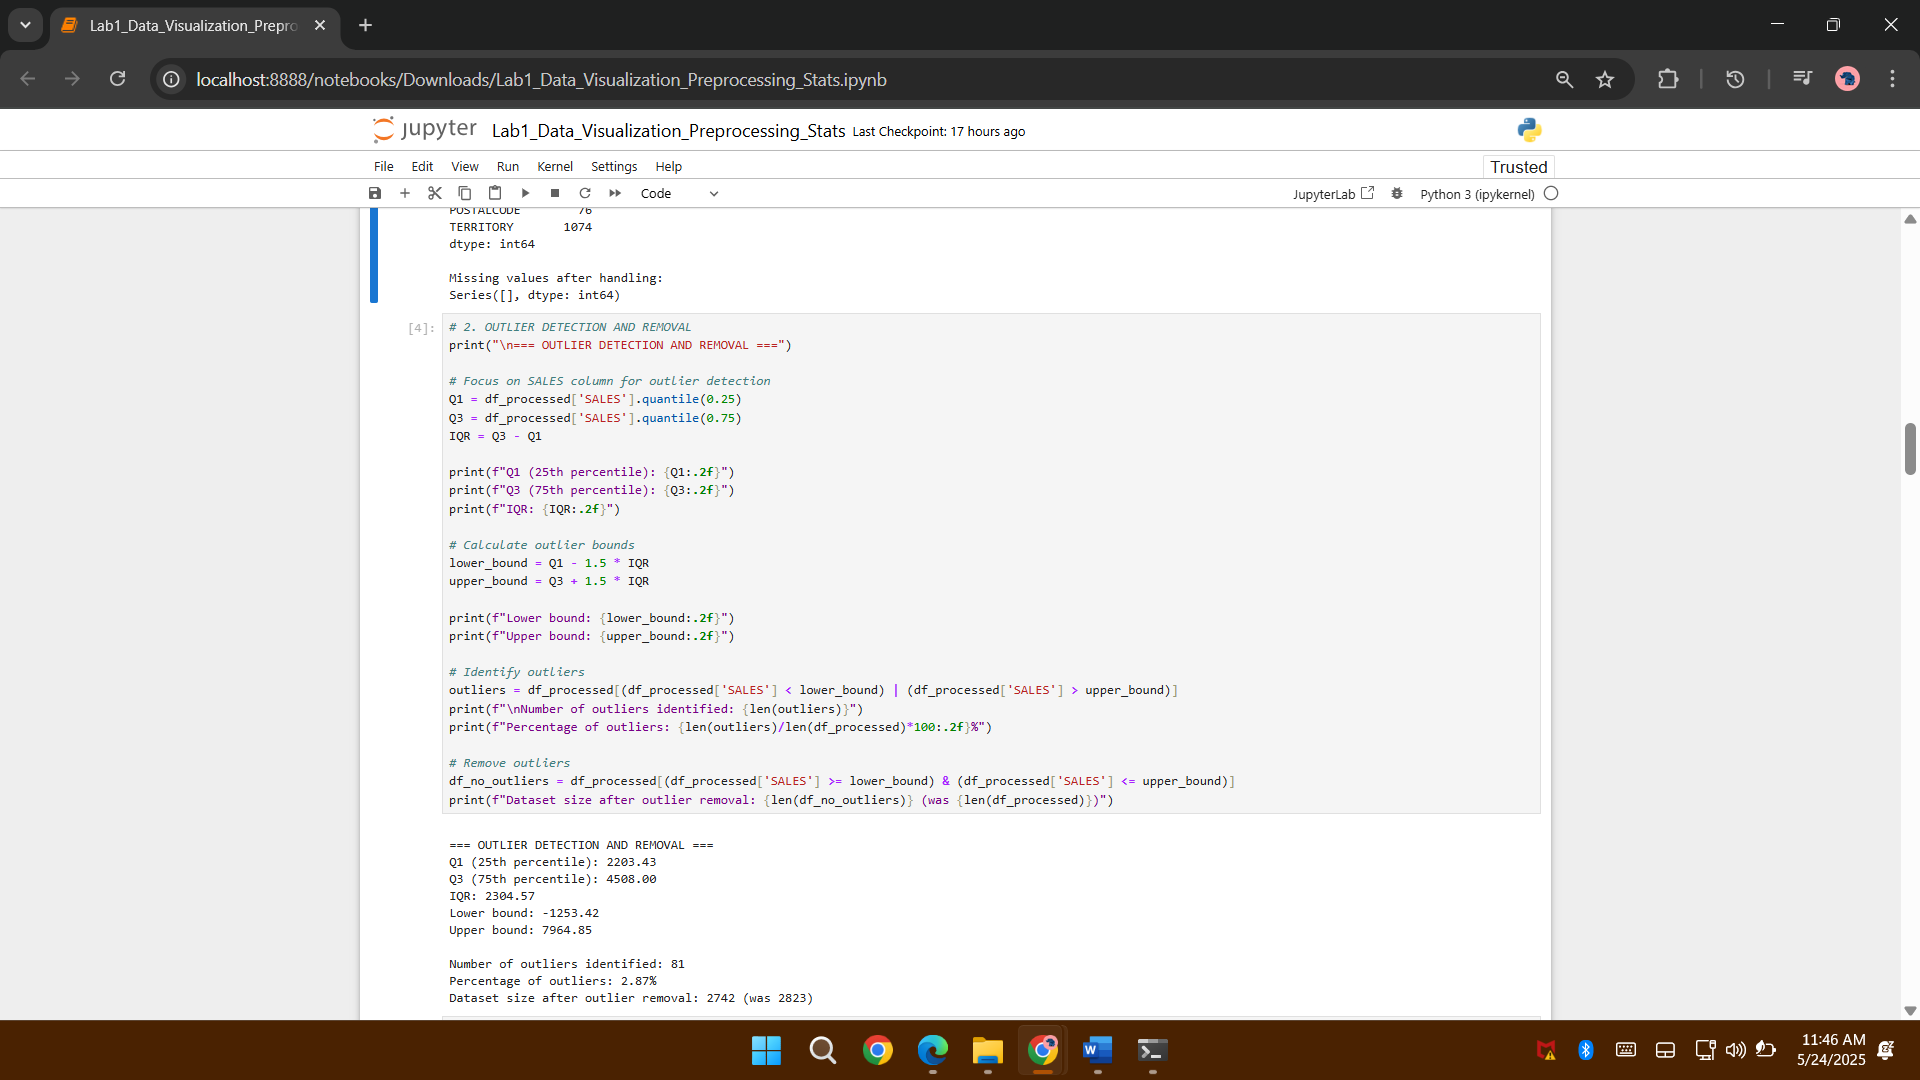 Lab1_Data_Visualization_Prepro
localhost:8888/notebooks/Downloads/Lab1_Data_Visualization_Preprocessing_Stats.ipynb
jupyter Lab1_Data_Visualization_Preprocessing_Stats Last Checkpoint: 17 hours ago
File Edit View Run Kernel Settings Help
Trusted
Code
JupyterLab Python 3 (ipykernel)
POSTALCODE 76
TERRITORY 1074
dtype: int64
Missing values after handling:
Series([], dtype: int64)
[4]:
# 2. OUTLIER DETECTION AND REMOVAL
print("\n=== OUTLIER DETECTION AND REMOVAL ===")
# Focus on SALES column for outlier detection
Q1 = df_processed['SALES'].quantile(0.25)
Q3 = df_processed['SALES'].quantile(0.75)
IQR = Q3 - Q1
print(f"Q1 (25th percentile): {Q1:.2f}")
print(f"Q3 (75th percentile): {Q3:.2f}")
print(f"IQR: {IQR:.2f}")
# Calculate outlier bounds
lower_bound = Q1 - 1.5 * IQR
upper_bound = Q3 + 1.5 * IQR
print(f"Lower bound: {lower_bound:.2f}")
print(f"Upper bound: {upper_bound:.2f}")
# Identify outliers
outliers = df_processed[(df_processed['SALES'] < lower_bound) | (df_processed['SALES'] > upper_bound)]
print(f"\nNumber of outliers identified: {len(outliers)}")
print(f"Percentage of outliers: {len(outliers)/len(df_processed)*100:.2f}%")
# Remove outliers
df_no_outliers = df_processed[(df_processed['SALES'] >= lower_bound) & (df_processed['SALES'] <= upper_bound)]
print(f"Dataset size after outlier removal: {len(df_no_outliers)} (was {len(df_processed)})")
=== OUTLIER DETECTION AND REMOVAL ===
Q1 (25th percentile): 2203.43
Q3 (75th percentile): 4508.00
IQR: 2304.57
Lower bound: -1253.42
Upper bound: 7964.85
Number of outliers identified: 81
Percentage of outliers: 2.87%
Dataset size after outlier removal: 2742 (was 2823)
11:46 AM
5/24/2025